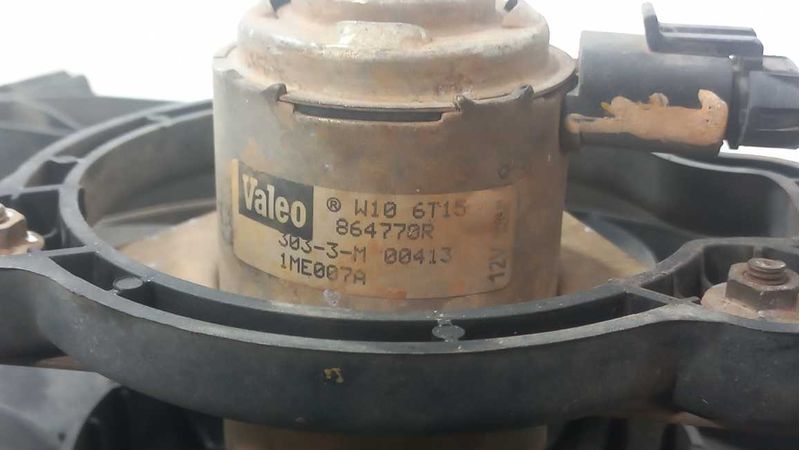 Valeo ® W10 6T15
864770R
303-3-M 00413
1ME007A
12V